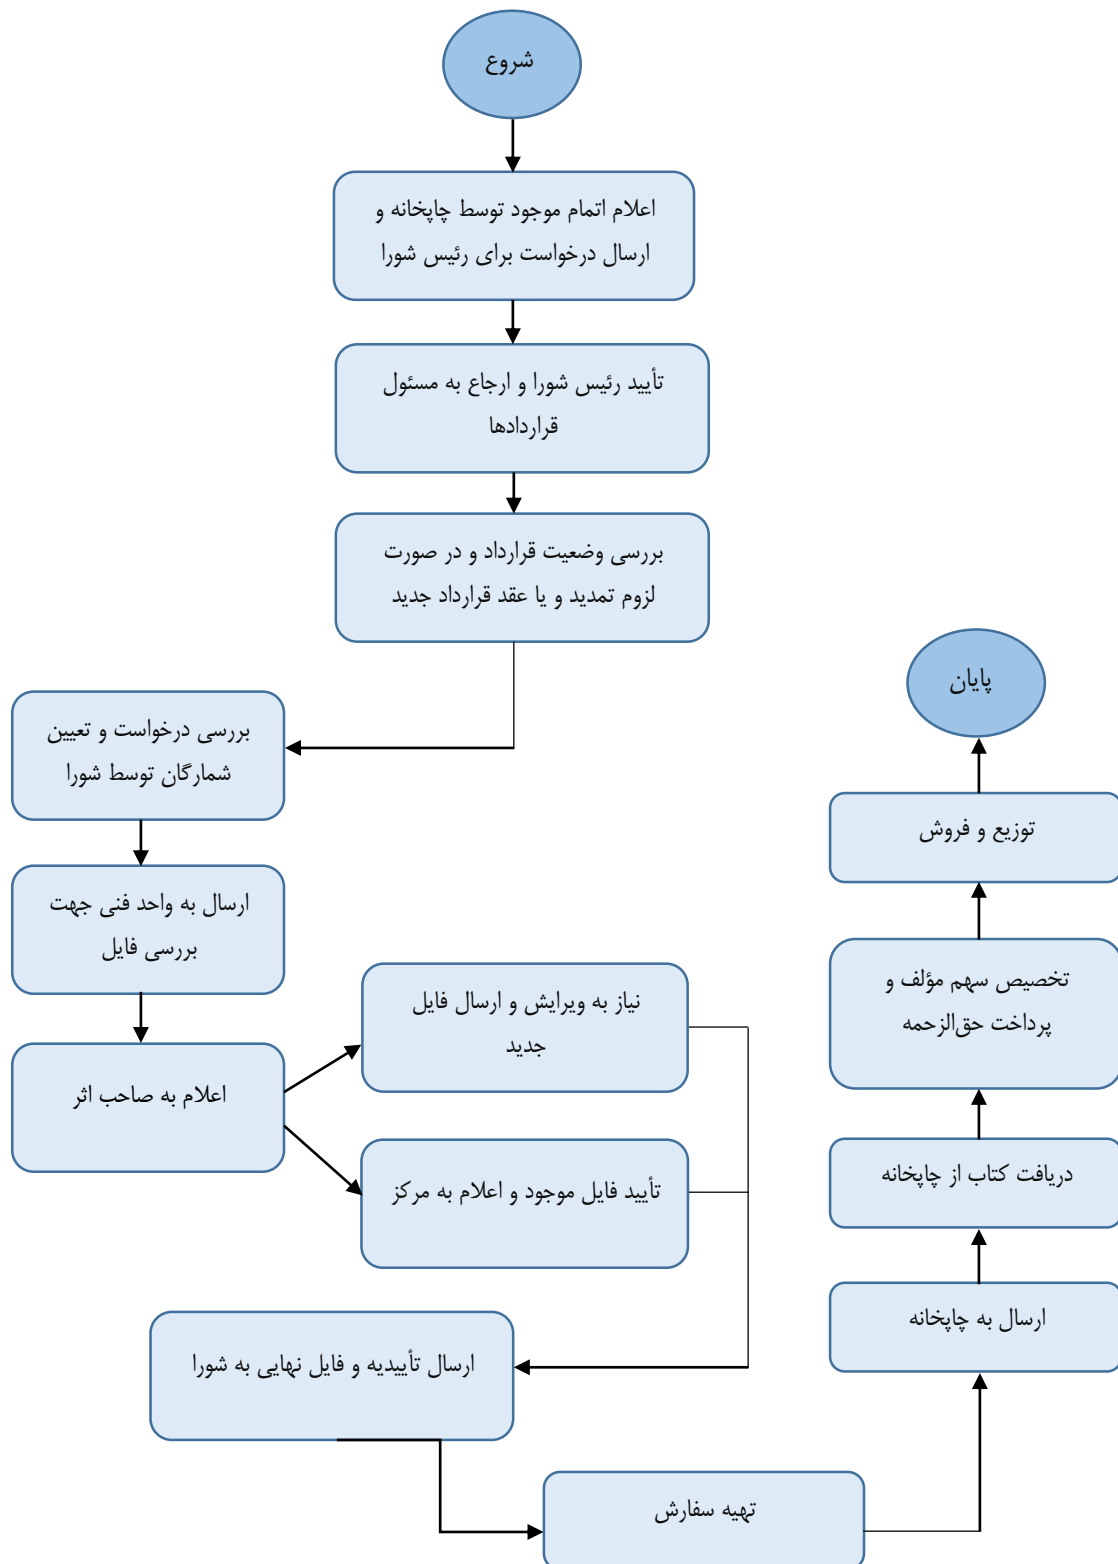 شروع
اعلام اتمام موجود توسط چاپخانه و
ارسال درخواست برای رئیس شورا
تأیید رئیس شورا و ارجاع به مسئول
قراردادها
بررسی وضعیت قرارداد و در صورت
لزوم تمدید و یا عقد قرارداد جدید
بررسی درخواست و تعیین
شمارگان توسط شورا
ارسال به واحد فنی جهت
بررسی فایل
اعلام به صاحب اثر
نیاز به ویرایش و ارسال فایل
جدید
تأیید فایل موجود و اعلام به مرکز
ارسال تأییدیه و فایل نهایی به شورا
تهیه سفارش
ارسال به چاپخانه
دریافت کتاب از چاپخانه
تخصیص سهم مؤلف و
پرداخت حق‌الزحمه
توزیع و فروش
پایان